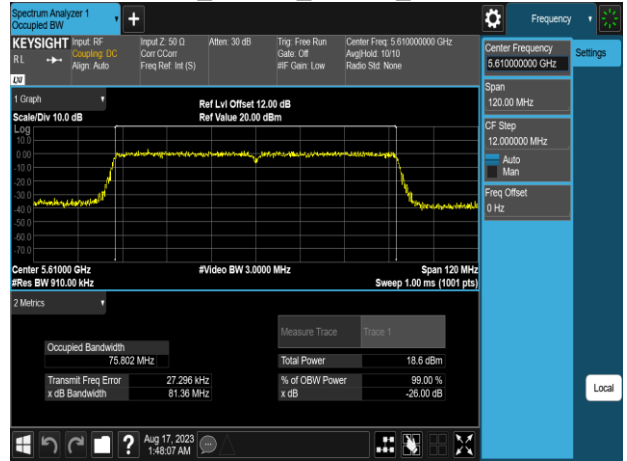 Spectrum Analyzer 1
Occupied BW
Frequency
KEYSIGHT
RL
LXI
Input: RF
Coupling: DC
Align: Auto
Input Z: 50 Ω
Corr CCorr
Freq Ref: Int (S)
Atten: 30 dB
Trig: Free Run
Gate: Off
#IF Gain: Low
Center Freq: 5.610000000 GHz
Avg|Hold: 10/10
Radio Std: None
Center Frequency
5.610000000 GHz
Settings
Span
120.00 MHz
CF Step
12.000000 MHz
Auto
Man
Freq Offset
0 Hz
Local
1 Graph
Scale/Div 10.0 dB
Ref Lvl Offset 12.00 dB
Ref Value 20.00 dBm
Log
10.0
0.00
-10.0
-20.0
-30.0
-40.0
-50.0
-60.0
-70.0
Center 5.61000 GHz
#Video BW 3.0000 MHz
Span 120 MHz
#Res BW 910.00 kHz
Sweep 1.00 ms (1001 pts)
2 Metrics
Measure Trace
Trace 1
Occupied Bandwidth
75.802 MHz
Total Power
18.6 dBm
Transmit Freq Error
27.296 kHz
% of OBW Power
99.00 %
x dB Bandwidth
81.36 MHz
x dB
-26.00 dB
Aug 17, 2023
1:48:07 AM